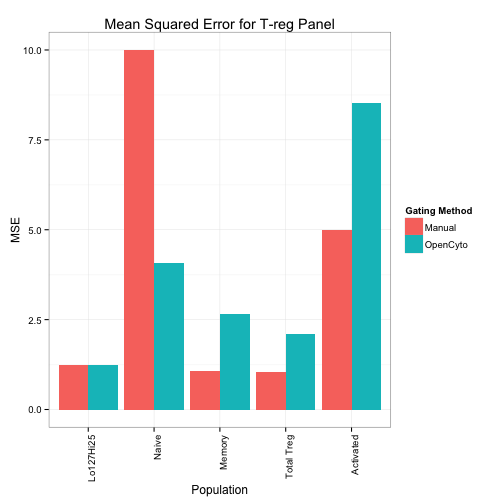 Mean Squared Error for T-reg Panel
MSE
10.0
7.5
5.0
2.5
0.0
Lo127Hi25
Naive
Memory
Total Treg
Activated
Population
Gating Method
Manual
OpenCyto